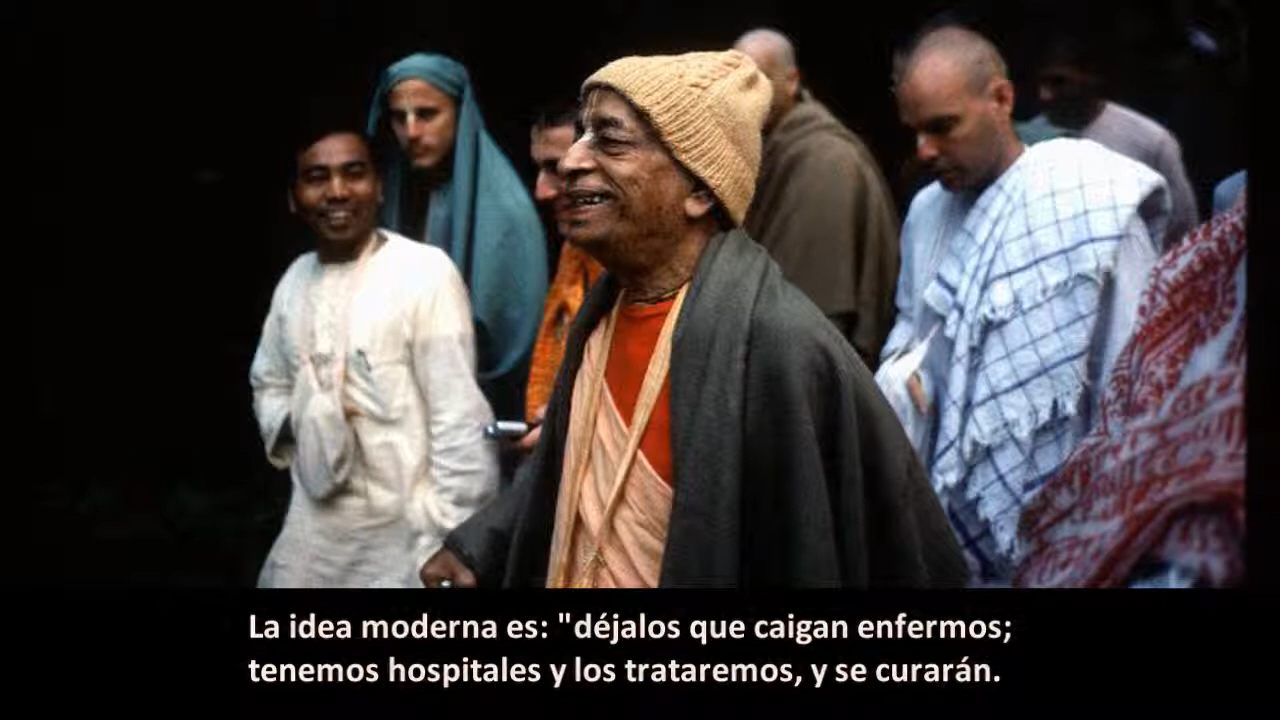 La idea moderna es: "déjalos que caigan enfermos;
tenemos hospitales y los trataremos, y se curarán.